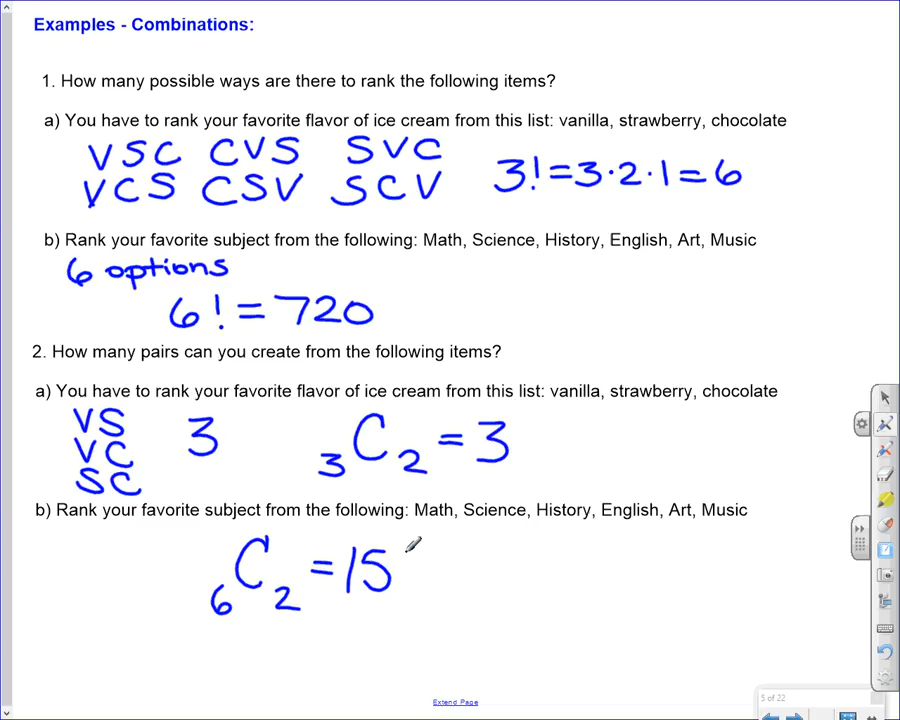 Examples - Combinations:
1. How many possible ways are there to rank the following items?
a) You have to rank your favorite flavor of ice cream from this list: vanilla, strawberry, chocolate
VSC CVS SVC
VCS CSV SCV 3!=3·2·1=6
b) Rank your favorite subject from the following: Math, Science, History, English, Art, Music
6 options
6!=720
2. How many pairs can you create from the following items?
a) You have to rank your favorite flavor of ice cream from this list: vanilla, strawberry, chocolate
VS
VC 3 ₃C₂=3
SC
b) Rank your favorite subject from the following: Math, Science, History, English, Art, Music
₆C₂=15
5 of 22
Extend Page